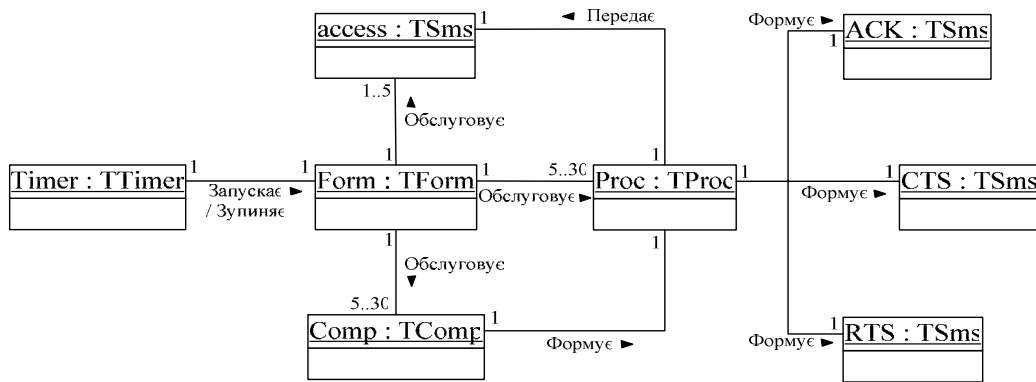 1
◄ Передає
access : TSms
1..5
▲
Обслуговує
1
Формує ►
1
ACK : TSms
Timer : TTimer
1
Запускає ►
/ Зупиняє
1
Form : TForm
1
Обслуговує►
5..30
1
Proc : TProc
1
Формує ►
1
CTS : TSms
1
Обслуговує
▼
5..30
Comp : TComp
1
Формує ►
1
Формує ►
1
RTS : TSms